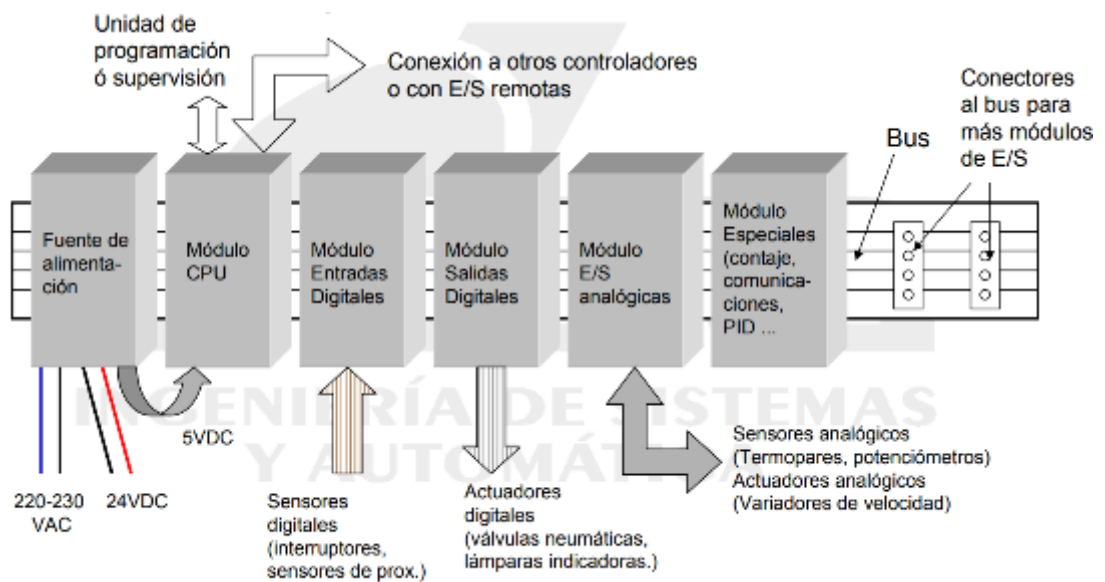 Unidad de
programación
ó supervisión
Conexión a otros controladores
o con E/S remotas
Conectores
al bus para
más módulos
de E/S
Bus
Fuente de
alimenta-
ción
Módulo
CPU
Módulo
Entradas
Digitales
Módulo
Salidas
Digitales
Módulo
E/S
analógicas
Módulo
Especiales
(contaje,
comunica-
ciones,
PID ...
INGENIERÍA DE SISTEMAS
Y AUTOMÁTICA
5VDC
220-230
VAC
24VDC
Sensores
digitales
(interruptores,
sensores de prox.)
Actuadores
digitales
(válvulas neumáticas,
lámparas indicadoras.)
Sensores analógicos
(Termopares, potenciómetros)
Actuadores analógicos
(Variadores de velocidad)